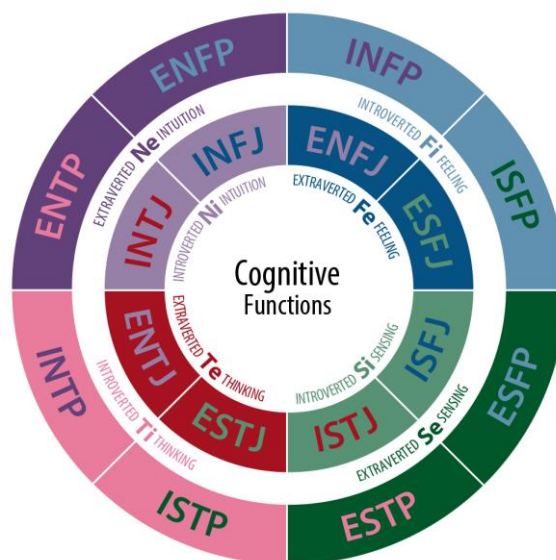 ENFP
INFP
ENTP
EXTRAVERTED Ne INTUITION
INTROVERTED Fi FEELING
ISFP
INFJ
ENFJ
INTJ
INTROVERTED Ni INTUITION
EXTRAVERTED Fe FEELING
ESFJ
Cognitive
Functions
ENTJ
EXTRAVERTED Te THINKING
INTROVERTED Si SENSING
ISFJ
ESTJ
ISTJ
INTP
INTROVERTED Ti THINKING
EXTRAVERTED Se SENSING
ESFP
ISTP
ESTP